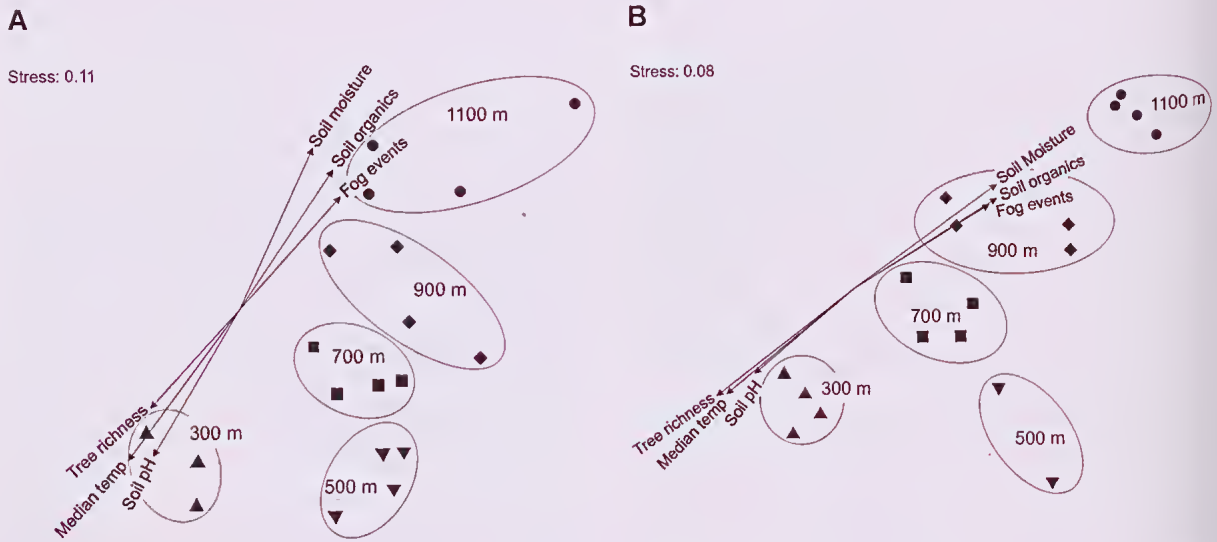 A
Stress: 0.11
Soil moisture
Soil organics
Fog events
1100 m
900 m
700 m
300 m
500 m
Tree richness
Median temp
Soil pH
B
Stress: 0.08
1100 m
Soil Moisture
Soil organics
Fog events
900 m
700 m
300 m
500 m
Tree richness
Median temp
Soil pH